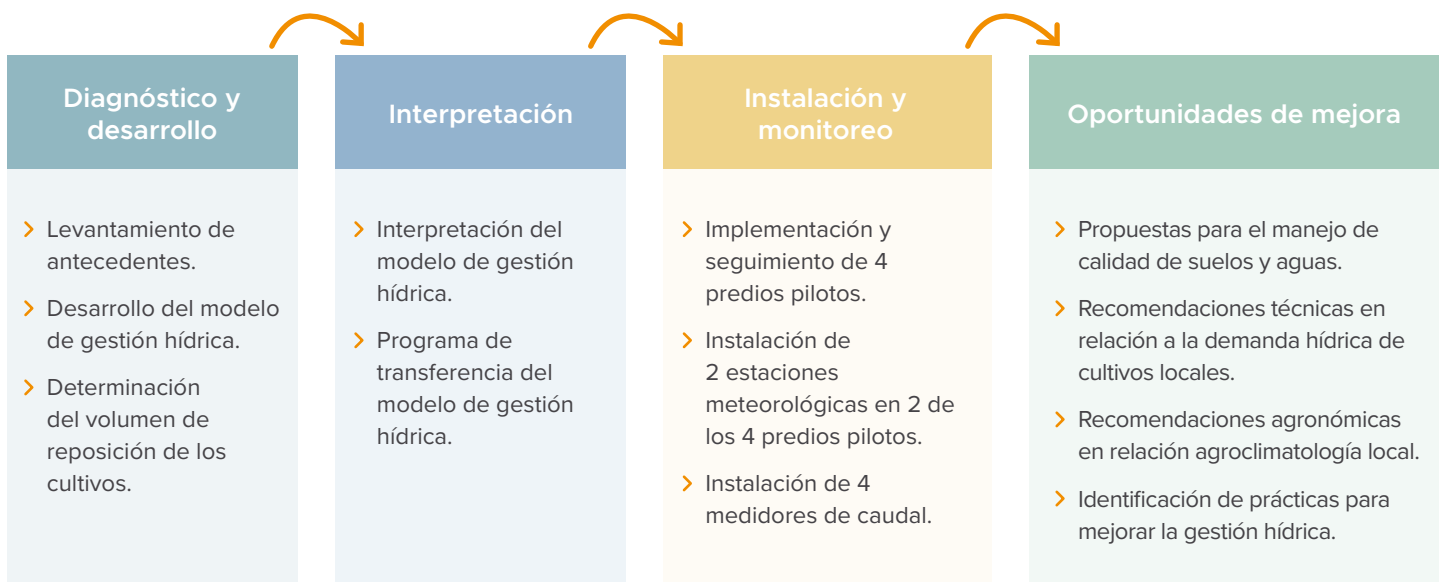 Diagnóstico y
desarrollo
Levantamiento de
antecedentes.
Desarrollo del modelo
de gestión hídrica.
Determinación
del volumen de
reposición de los
cultivos.
Interpretación
Interpretación del
modelo de gestión
hídrica.
Programa de
transferencia del
modelo de gestión
hídrica.
Instalación y
monitoreo
Implementación y
seguimiento de 4
predios pilotos.
Instalación de
2 estaciones
meteorológicas en 2 de
los 4 predios pilotos.
Instalación de 4
medidores de caudal.
Oportunidades de mejora
Propuestas para el manejo de
calidad de suelos y aguas.
Recomendaciones técnicas en
relación a la demanda hídrica de
cultivos locales.
Recomendaciones agronómicas
en relación agroclimatología local.
Identificación de prácticas para
mejorar la gestión hídrica.